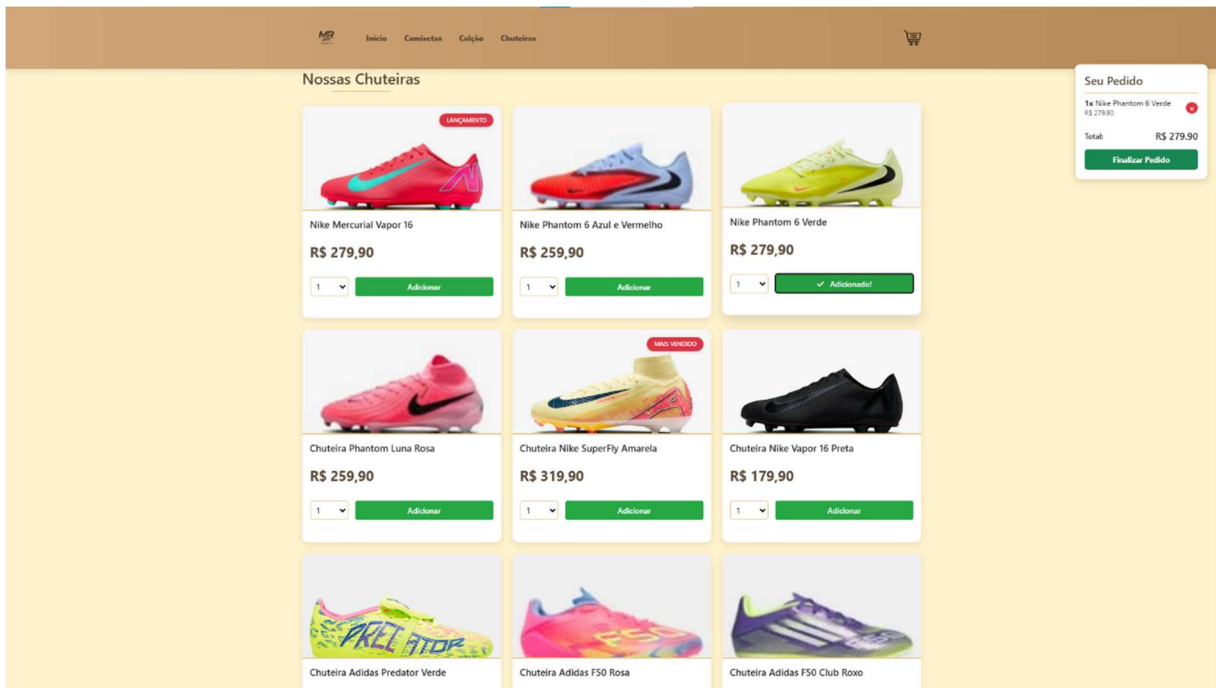 MR
Início Camisetas Calção Chuteiras
Nossas Chuteiras
Seu Pedido
1x Nike Phantom 6 Verde
R$ 279.90
Total: R$ 279.90
Finalizar Pedido
LANÇAMENTO
Nike Mercurial Vapor 16
R$ 279,90
1 Adicionar
Nike Phantom 6 Azul e Vermelho
R$ 259,90
1 Adicionar
Nike Phantom 6 Verde
R$ 279,90
1 Adicionado!
Chuteira Phantom Luna Rosa
R$ 259,90
1 Adicionar
MAIS VENDIDO
Chuteira Nike SuperFly Amarela
R$ 319,90
1 Adicionar
Chuteira Nike Vapor 16 Preta
R$ 179,90
1 Adicionar
PREDATOR
Chuteira Adidas Predator Verde
F50
Chuteira Adidas F50 Rosa
F50
Chuteira Adidas F50 Club Roxo